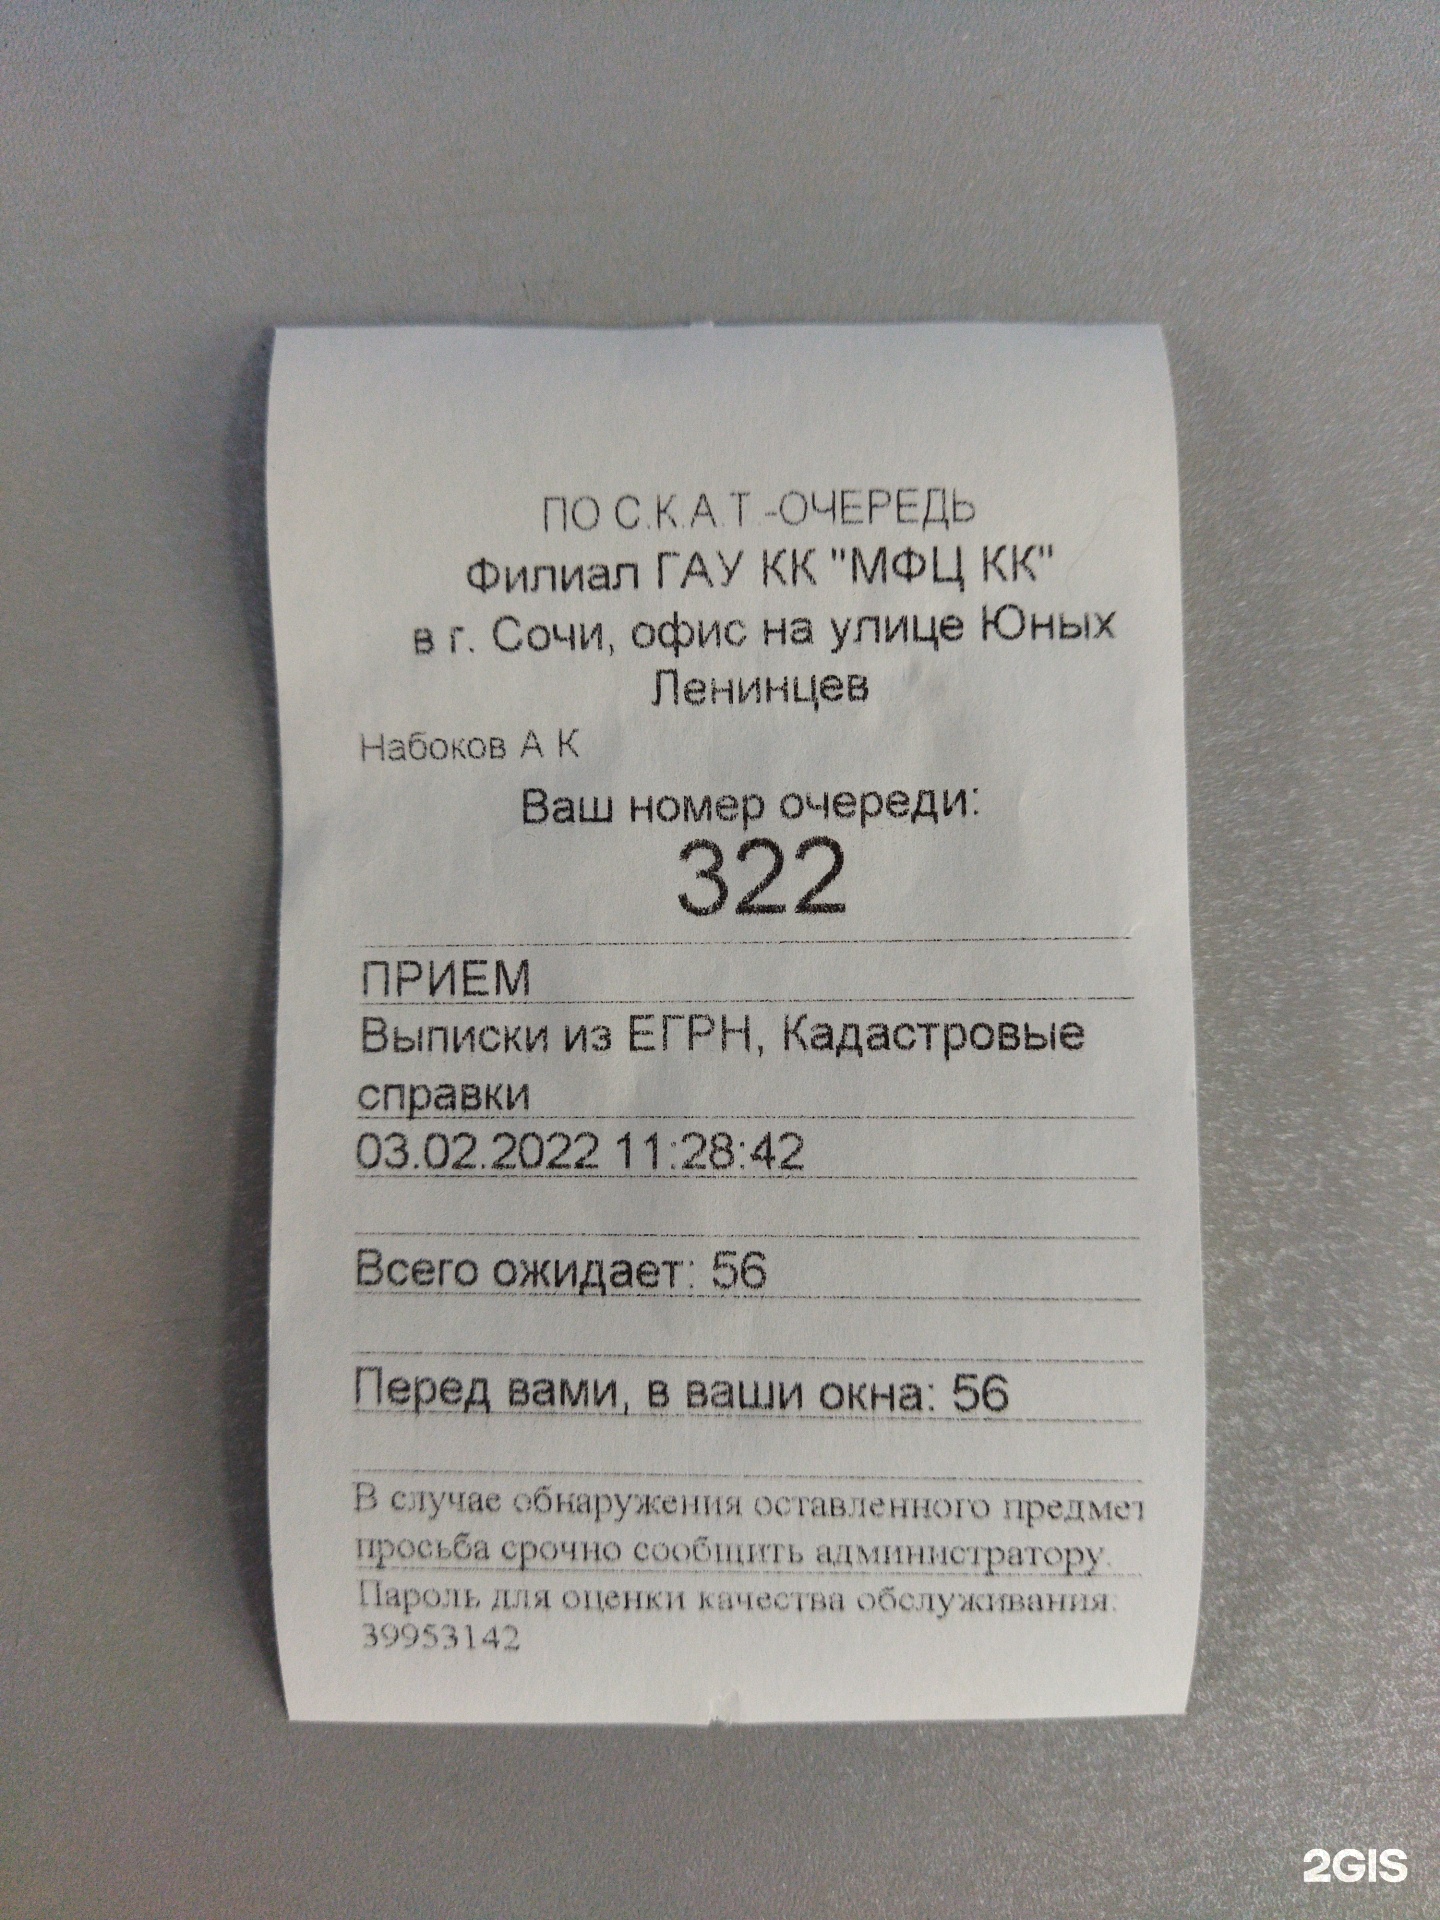 ПО С.К.А.Т.-ОЧЕРЕДЬ
Филиал ГАУ КК "МФЦ КК"
в г. Сочи, офис на улице Юных
Ленинцев
Набоков А К
Ваш номер очереди:
322
ПРИЕМ
Выписки из ЕГРН, Кадастровые
справки
03.02.2022 11:28:42
Всего ожидает: 56
Перед вами, в ваши окна: 56
В случае обнаружения оставленного предмет
просьба срочно сообщить администратору.
Пароль для оценки качества обслуживания:
39953142
2GIS